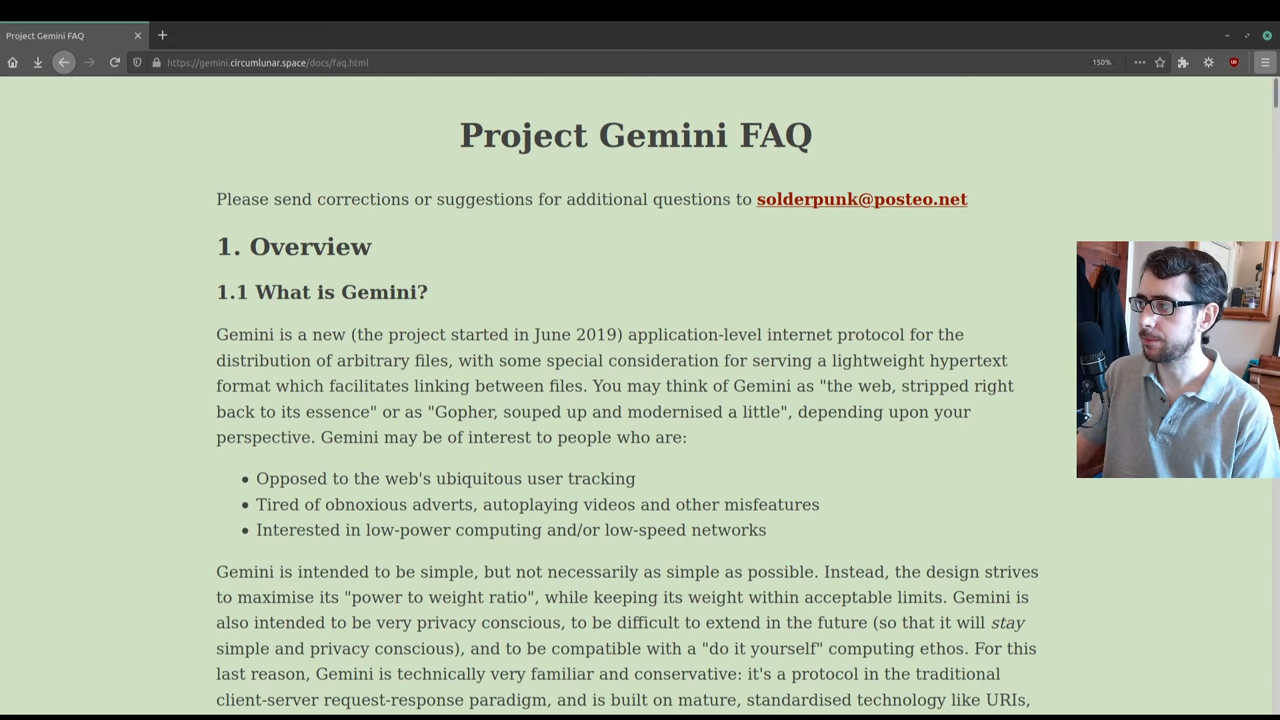 Project Gemini FAQ
https://gemini.circumlunar.space/docs/faq.html
150%
Project Gemini FAQ
Please send corrections or suggestions for additional questions to solderpunk@posteo.net
1. Overview
1.1 What is Gemini?
Gemini is a new (the project started in June 2019) application-level internet protocol for the
distribution of arbitrary files, with some special consideration for serving a lightweight hypertext
format which facilitates linking between files. You may think of Gemini as "the web, stripped right
back to its essence" or as "Gopher, souped up and modernised a little", depending upon your
perspective. Gemini may be of interest to people who are:
• Opposed to the web's ubiquitous user tracking
• Tired of obnoxious adverts, autoplaying videos and other misfeatures
• Interested in low-power computing and/or low-speed networks
Gemini is intended to be simple, but not necessarily as simple as possible. Instead, the design strives
to maximise its "power to weight ratio", while keeping its weight within acceptable limits. Gemini is
also intended to be very privacy conscious, to be difficult to extend in the future (so that it will stay
simple and privacy conscious), and to be compatible with a "do it yourself" computing ethos. For this
last reason, Gemini is technically very familiar and conservative: it's a protocol in the traditional
client-server request-response paradigm, and is built on mature, standardised technology like URIs,